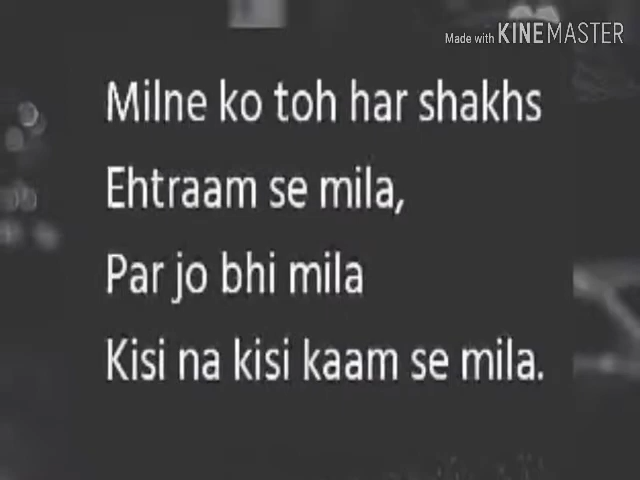 Made with KINEMASTER
Milne ko toh har shakhs
Ehtraam se mila,
Par jo bhi mila
Kisi na kisi kaam se mila.